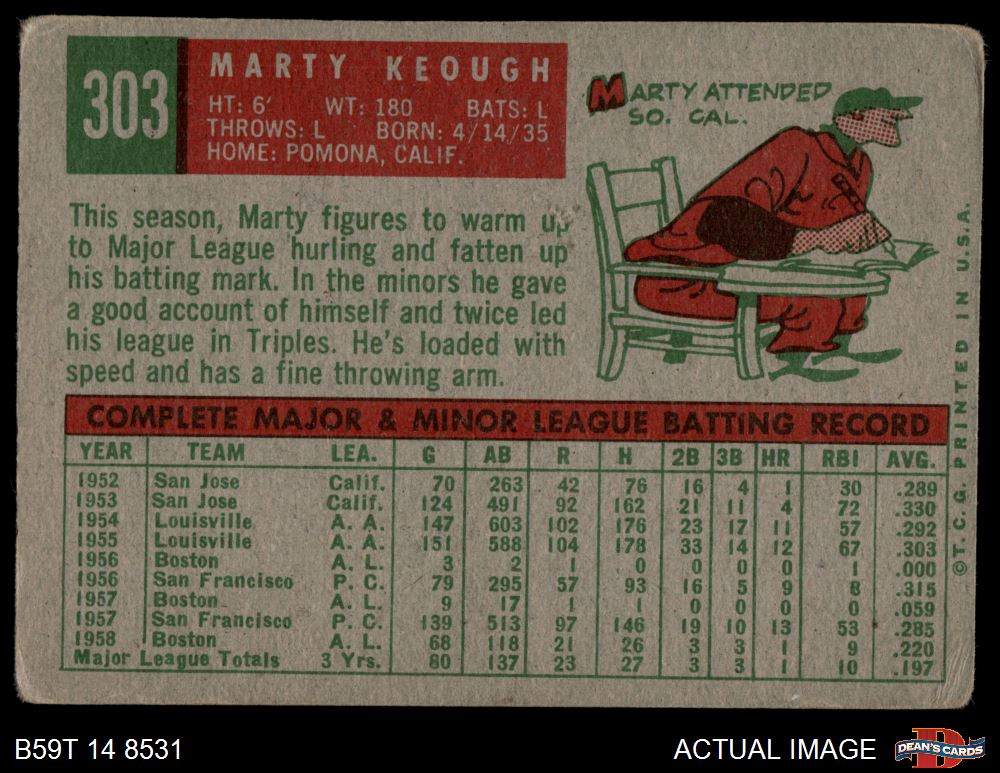 303
MARTY KEOUGH
HT: 6' WT: 180 BATS: L
THROWS: L BORN: 4/14/35
HOME: POMONA, CALIF.
MARTY ATTENDED
SO. CAL.
This season, Marty figures to warm up
to Major League hurling and fatten up
his batting mark. In the minors he gave
a good account of himself and twice led
his league in Triples. He's loaded with
speed and has a fine throwing arm.
©T. C. G. PRINTED IN U.S.A.
COMPLETE MAJOR & MINOR LEAGUE BATTING RECORD
YEAR TEAM LEA. G AB R H 2B 3B HR RBI AVG.
1952 San Jose Calif. 70 263 42 76 16 4 1 30 .289
1953 San Jose Calif. 124 491 92 162 21 11 4 72 .330
1954 Louisville A. A. 147 603 102 176 23 17 11 57 .292
1955 Louisville A. A. 151 588 104 178 33 14 12 67 .303
1956 Boston A. L. 3 2 1 0 0 0 0 1 .000
1956 San Francisco P. C. 79 295 57 93 16 5 9 8 .315
1957 Boston A. L. 9 17 1 1 0 0 0 0 .059
1957 San Francisco P. C. 139 513 97 146 19 10 13 53 .285
1958 Boston A. L. 68 118 21 26 3 3 1 9 .220
Major League Totals 3 Yrs. 80 137 23 27 3 3 1 10 .197
B59T 14 8531
ACTUAL IMAGE
D
DEAN'S CARDS